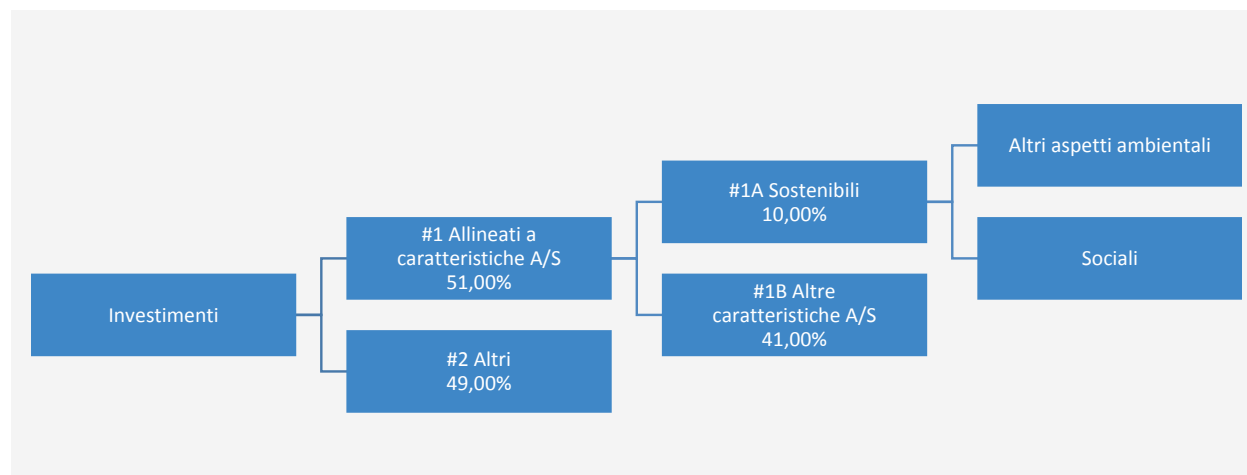 Investimenti
#1 Allineati a
caratteristiche A/S
51,00%
#2 Altri
49,00%
#1A Sostenibili
10,00%
#1B Altre
caratteristiche A/S
41,00%
Altri aspetti ambientali
Sociali